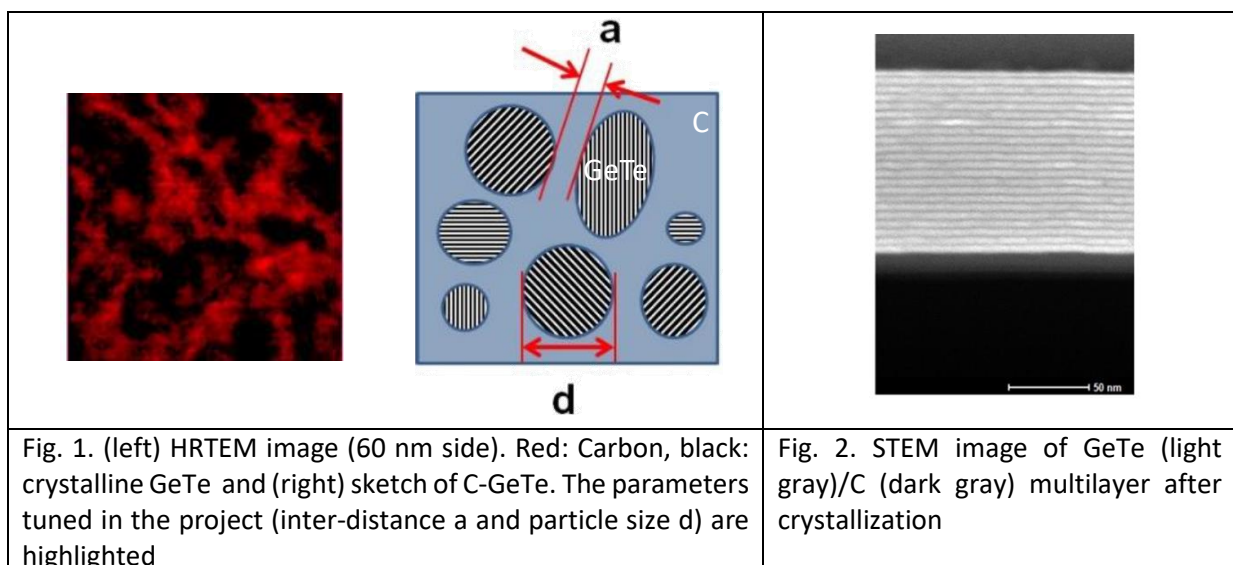 a
C
GeTe
d
50 nm
Fig. 1. (left) HRTEM image (60 nm side). Red: Carbon, black:
crystalline GeTe and (right) sketch of C-GeTe. The parameters
tuned in the project (inter-distance a and particle size d) are
highlighted
Fig. 2. STEM image of GeTe (light
gray)/C (dark gray) multilayer after
crystallization